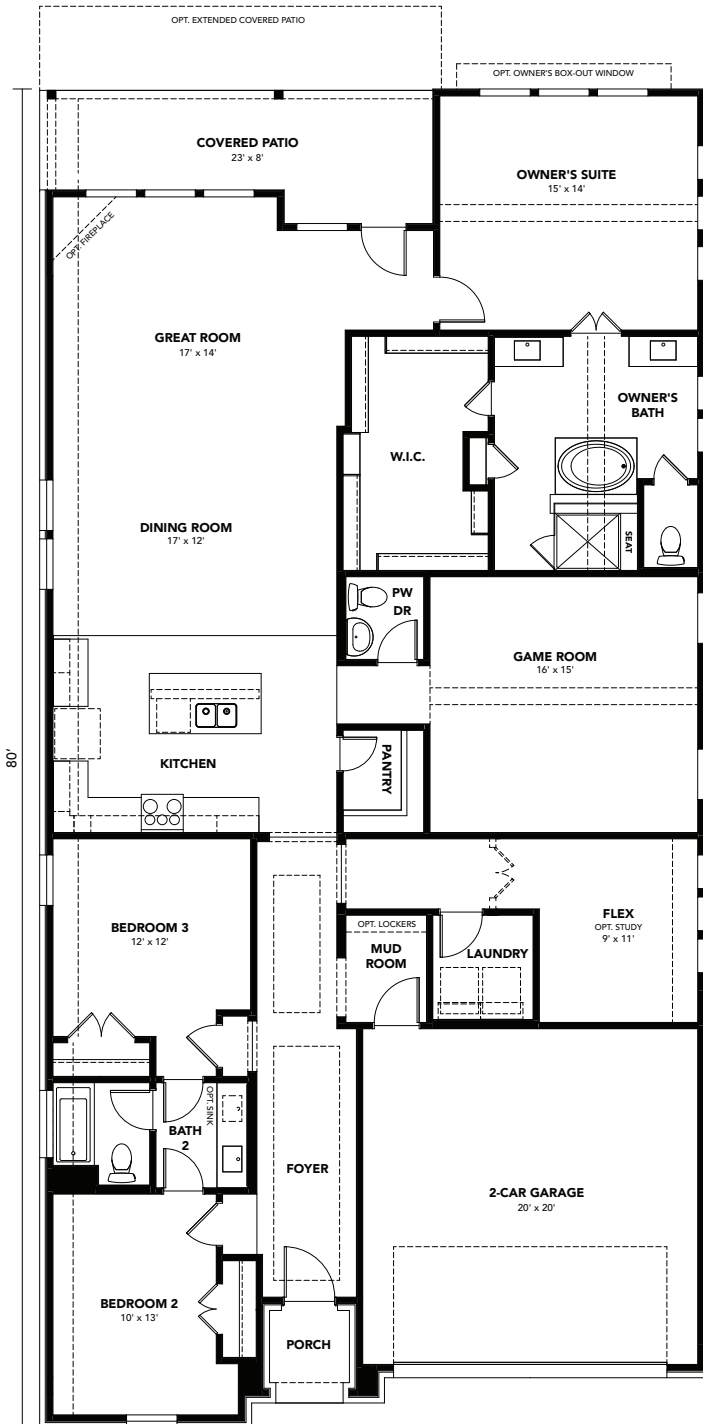 OPT. EXTENDED COVERED PATIO
OPT. OWNER'S BOX-OUT WINDOW
COVERED PATIO
23' x 8'
OWNER'S SUITE
15' x 14'
OPT. FIREPLACE
GREAT ROOM
17' x 14'
OWNER'S
BATH
W.I.C.
DINING ROOM
17' x 12'
SEAT
PW
DR
GAME ROOM
16' x 15'
KITCHEN
PANTRY
80'
BEDROOM 3
12' x 12'
OPT. LOCKERS
MUD
ROOM
LAUNDRY
FLEX
OPT. STUDY
9' x 11'
OPT. SINK
BATH
2
FOYER
2-CAR GARAGE
20' x 20'
BEDROOM 2
10' x 13'
PORCH